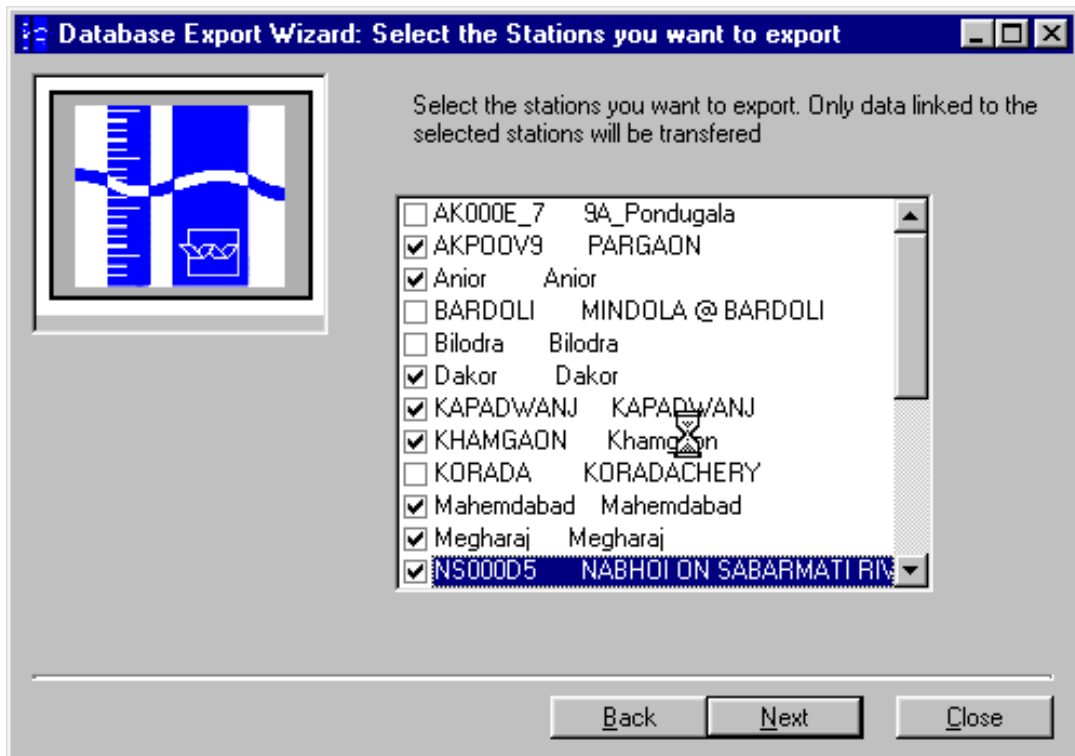 Database Export Wizard: Select the Stations you want to export
Select the stations you want to export. Only data linked to the
selected stations will be transfered
AK000E_7 9A_Pondugala
AKPOOV9 PARGAON
Anior Anior
BARDOLI MINDOLA @ BARDOLI
Bilodra Bilodra
Dakor Dakor
KAPADWANJ KAPADWANJ
KHAMGAON Khamgaon
KORADA KORADACHERY
Mahemdabad Mahemdabad
Megharaj Megharaj
NS000D5 NABHOI ON SABARMATI RIV
Back Next Close